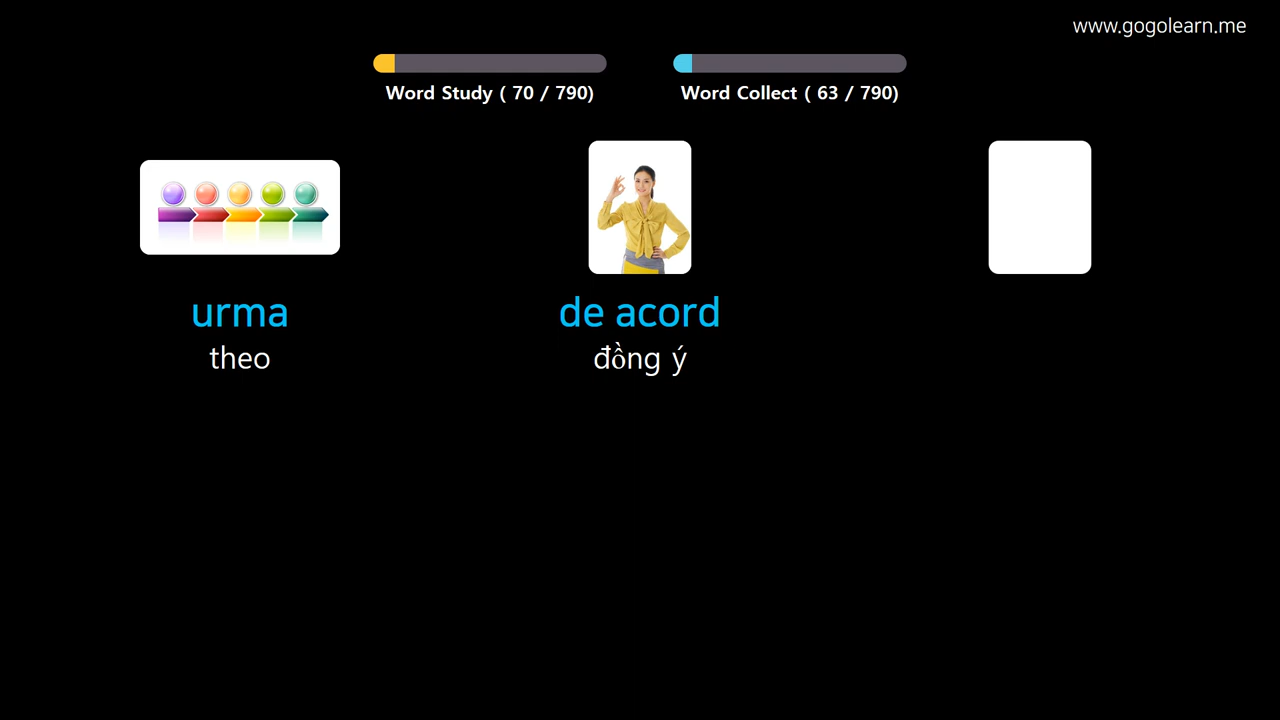 www.gogolearn.me
Word Study ( 70 / 790)
Word Collect ( 63 / 790)
urma
theo
de acord
đồng ý